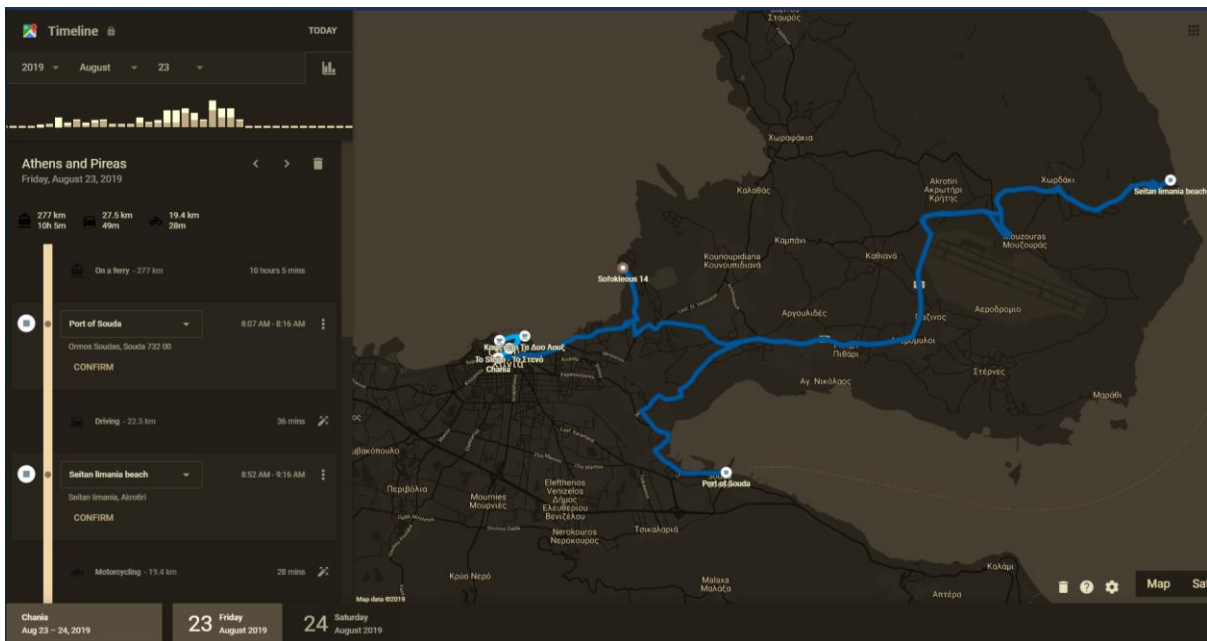 Timeline
TODAY
2019
August
23
Athens and Pireas
Friday, August 23, 2019
277 km
10h 5m
27.5 km
49m
19.4 km
28m
On a ferry - 277 km
10 hours 5 mins
Port of Souda
8:07 AM - 8:16 AM
Ormos Soudas, Souda 732 00
CONFIRM
Driving - 22.5 km
36 mins
Seitan limania beach
8:52 AM - 9:16 AM
Seitan limania, Akrotiri
CONFIRM
Motorcycling - 19.4 km
28 mins
Chania
Aug 23 – 24, 2019
23
Friday
August 2019
24
Saturday
August 2019
Σταυρός
Χωραφάκια
Καλαθάς
Akrotiri
Ακρωτήρι
Κρήτης
Χωρδάκι
Seitan limania beach
Mouzouras
Μουζουράς
Καμπάνι
Kounoupidiana
Κουνουπιδιανά
Καθιανά
Sofokleous 14
Αργουλιδές
Αεροδρομιο
Πιθάρι
Αγ. Νικόλαος
Στέρνες
Μαράθι
Chania
Χανιά
Port of Souda
Περιβόλια
Mournies
Μουρνιές
Eleftherios
Venizelos
Δήμος
Ελευθερίου
Βενιζέλου
Nerokouros
Νεροκούρος
Τσικαλαριά
Κρύο Νερό
Malaxa
Μαλάξα
Καλάμι
Απτέρα
Map data ©2019
Map
Sa